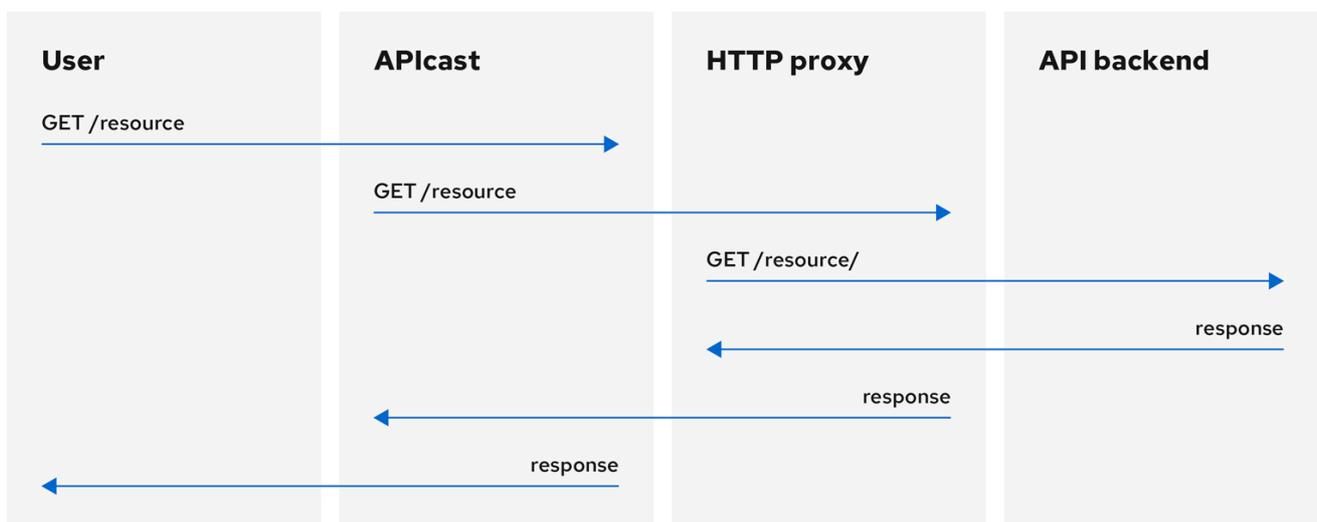 User
APIcast
HTTP proxy
API backend
GET /resource
GET /resource
GET /resource/
response
response
response